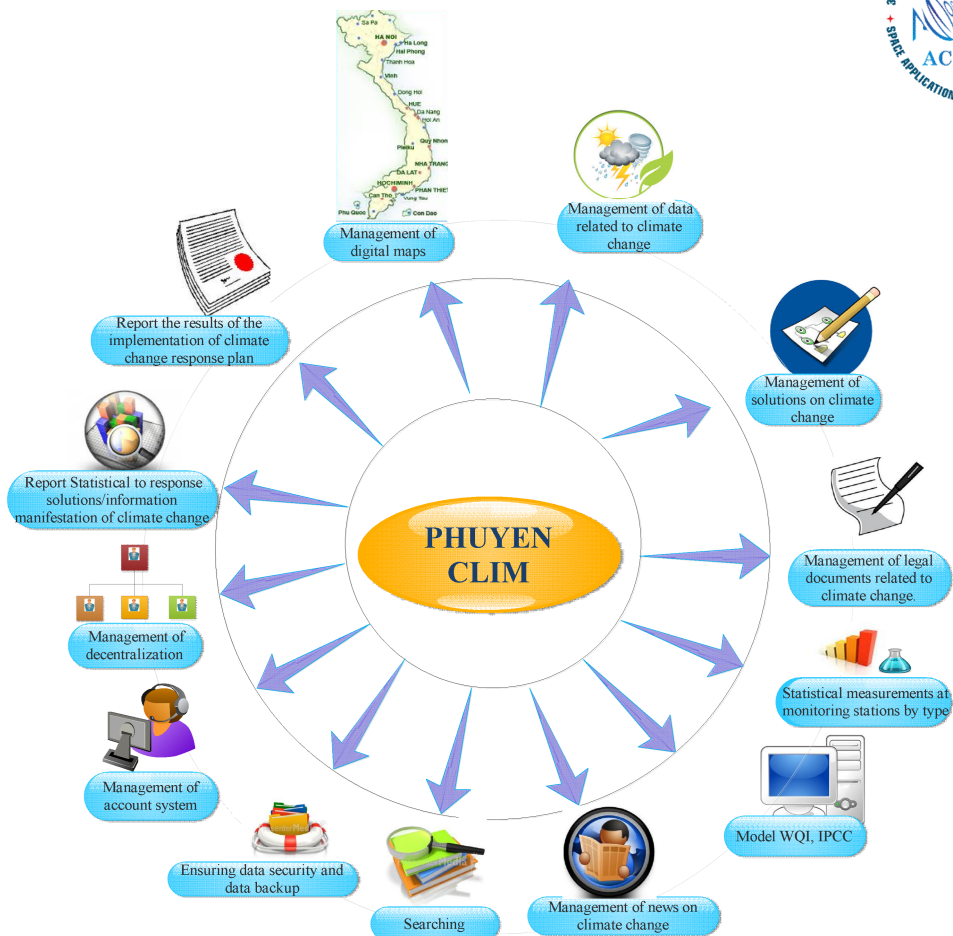 SPACE APPLICATION
AC
Sa Pa
HA NOI
Ha Long
Hai Phong
Thanh Hoa
Vinh
Dong Hoi
HUE
Da Nang
Hoi An
Pleiku
Quy Nhon
NHA TRANG
DA LAT
HOCHIMINH
Can Tho
PHAN THIET
Vung Tau
Phu Quoc
Con Dao
Management of
digital maps
Management of data
related to climate
change
Management of
solutions on climate
change
Management of legal
documents related to
climate change.
Statistical measurements at
monitoring stations by type
Model WQI, IPCC
Management of news on
climate change
Searching
Ensuring data security and
data backup
Management of
account system
Management of
decentralization
Report Statistical to response
solutions/information
manifestation of climate change
Report the results of the
implementation of climate
change response plan
PHUYEN
CLIM